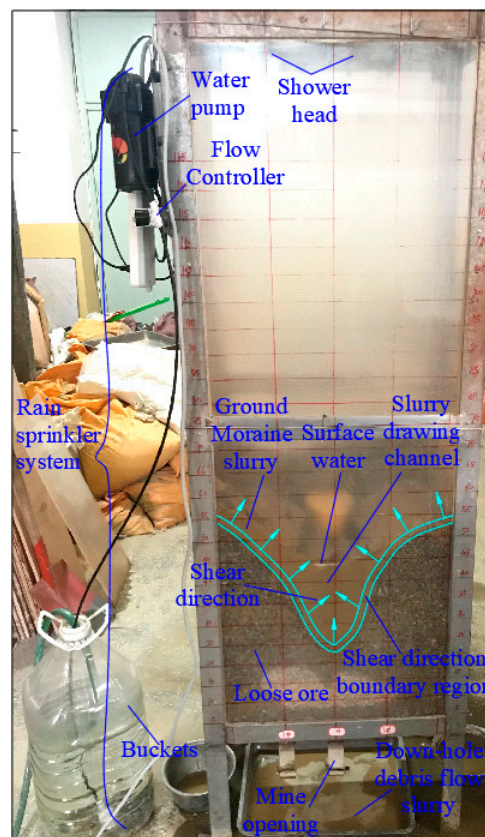 Water
pump
Shower
head
Flow
Controller
Rain
sprinkler
system
Ground
Moraine
slurry
Surface
water
Slurry
drawing
channel
Shear
direction
Shear direction
boundary region
Loose ore
Buckets
Mine
opening
Down-hole
debris flow
slurry